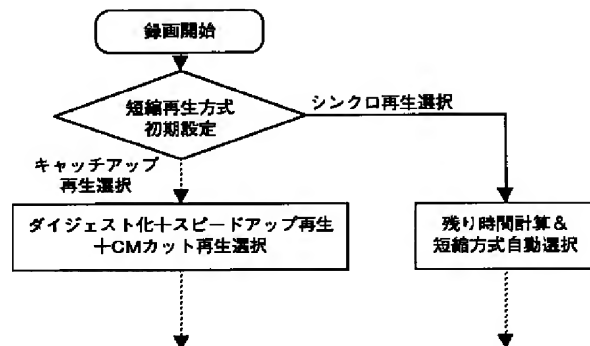 録画開始
短縮再生方式
初期設定
シンクロ再生選択
キャッチアップ
再生選択
ダイジェスト化＋スピードアップ再生
＋CMカット再生選択
残り時間計算&
短縮方式自動選択